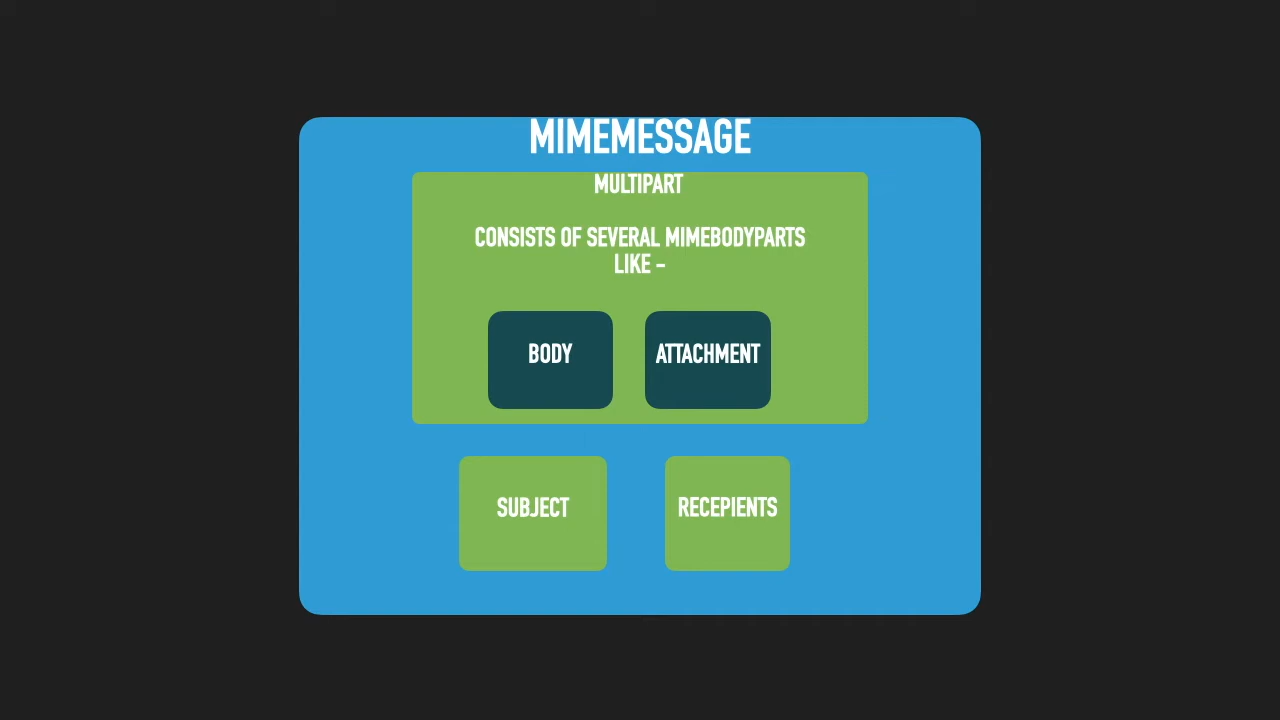 MIMEMESSAGE
MULTIPART
CONSISTS OF SEVERAL MIMEBODYPARTS
LIKE -
BODY
ATTACHMENT
SUBJECT
RECEPIENTS